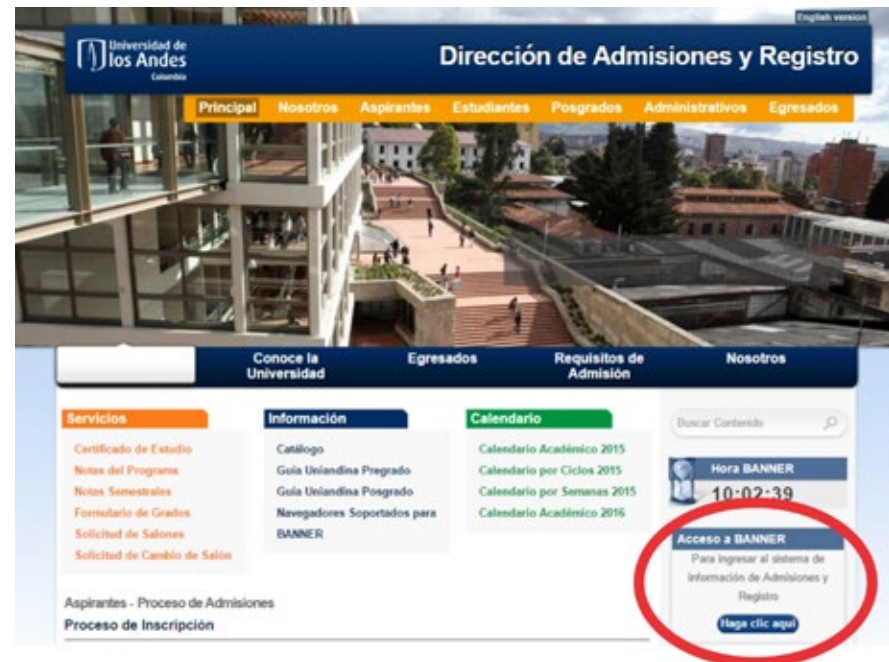 English version
Universidad de
los Andes
Colombia
Dirección de Admisiones y Registro
Principal Nosotros Aspirantes Estudiantes Posgrados Administrativos Egresados
Conoce la
Universidad
Egresados
Requisitos de
Admisión
Nosotros
Servicios
Certificado de Estudio
Notas del Programa
Notas Semestrales
Formulario de Grados
Solicitud de Salones
Solicitud de Cambio de Salón
Información
Catálogo
Guía Uniandina Pregrado
Guía Uniandina Posgrado
Navegadores Soportados para
BANNER
Calendario
Calendario Académico 2015
Calendario por Ciclos 2015
Calendario por Semanas 2015
Calendario Académico 2016
Buscar Contenido
Hora BANNER
10:02:39
Acceso a BANNER
Para ingresar al sistema de
información de Admisiones y
Registro
Haga clic aquí
Aspirantes - Proceso de Admisiones
Proceso de Inscripción